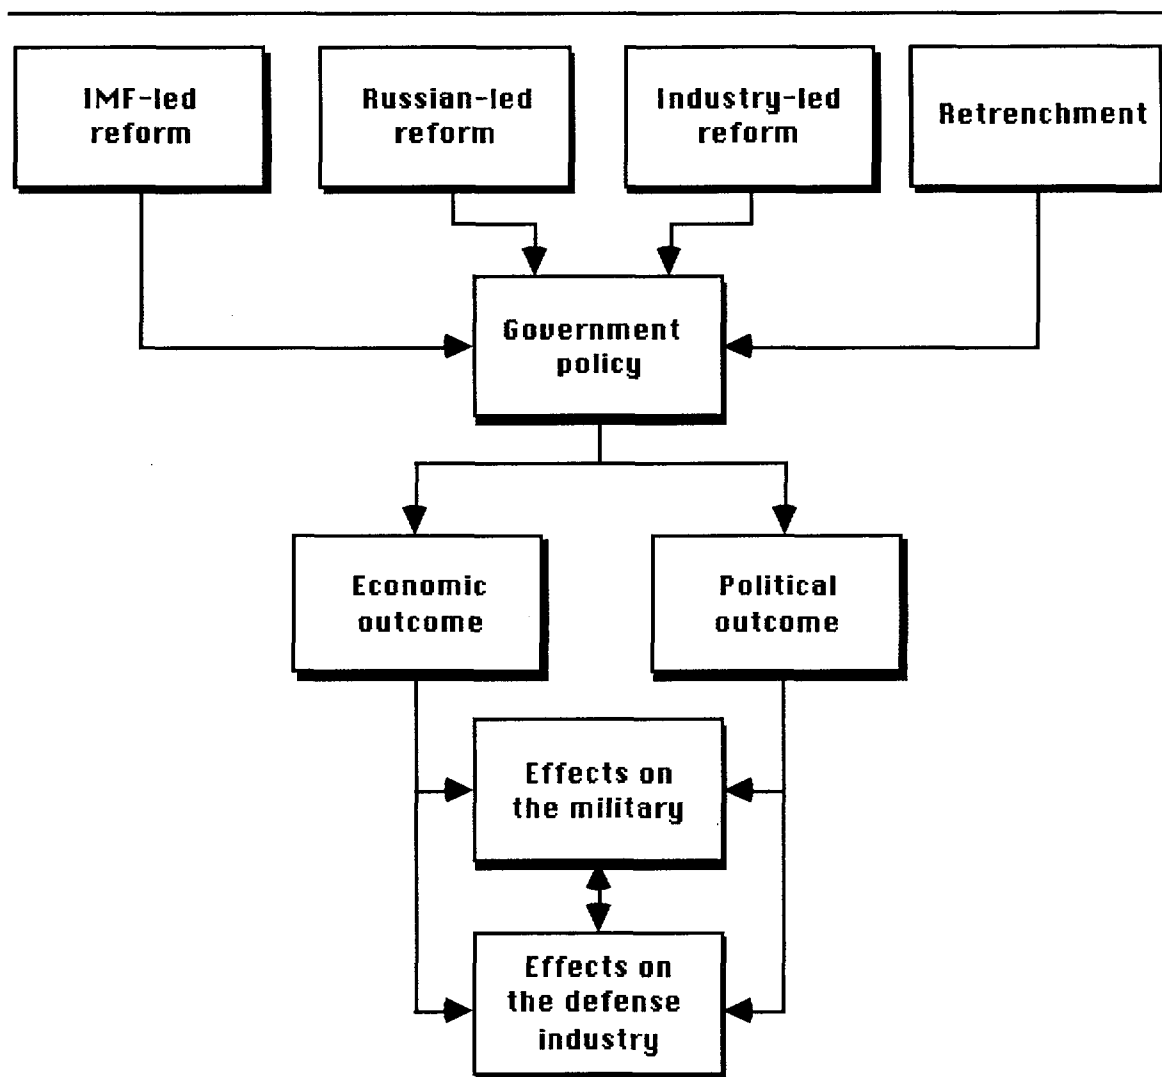 IMF-led
reform
Russian-led
reform
Industry-led
reform
Retrenchment
Government
policy
Economic
outcome
Political
outcome
Effects on
the military
Effects on
the defense
industry